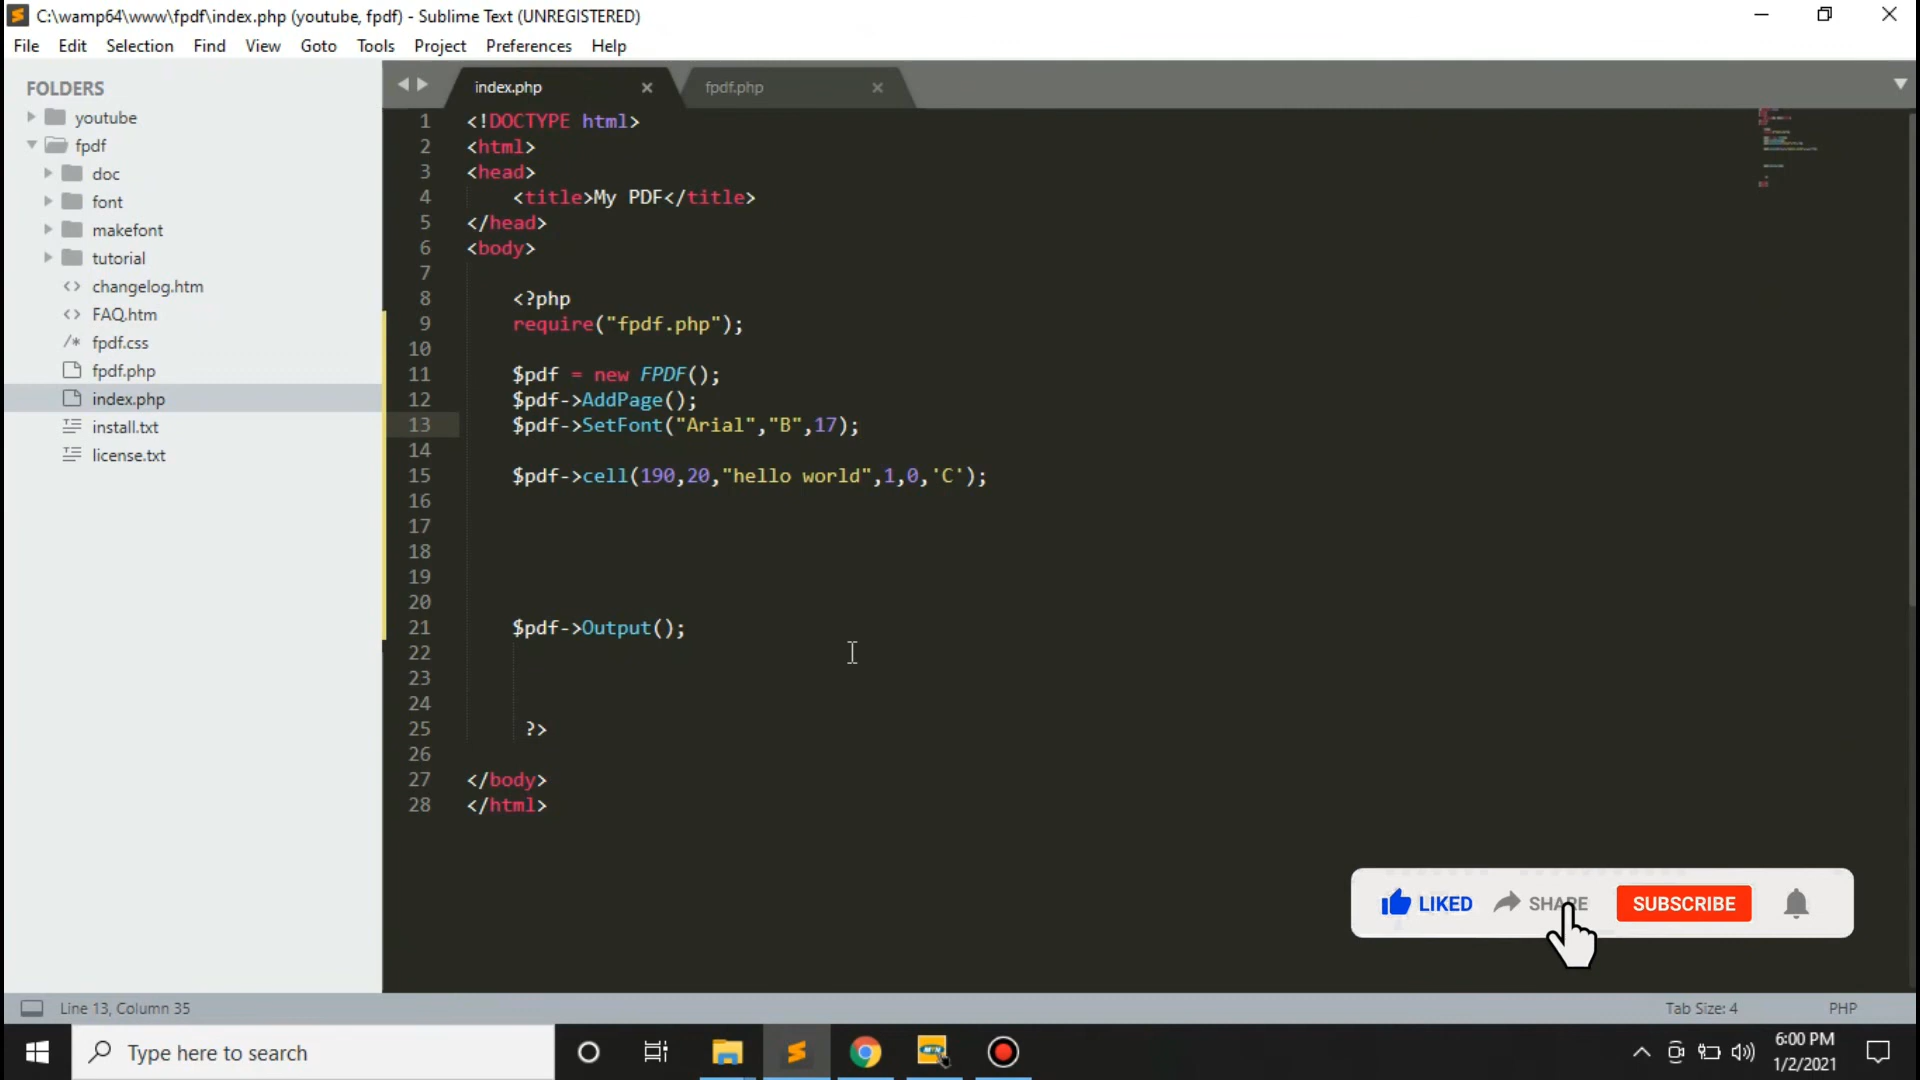 C:\wamp64\www\fpdf\index.php (youtube, fpdf) - Sublime Text (UNREGISTERED)
File Edit Selection Find View Goto Tools Project Preferences Help
FOLDERS
youtube
fpdf
doc
font
makefont
tutorial
changelog.htm
FAQ.htm
fpdf.css
fpdf.php
index.php
install.txt
license.txt
index.php fpdf.php
1 <!DOCTYPE html>
2 <html>
3 <head>
4 <title>My PDF</title>
5 </head>
6 <body>
7
8 <?php
9 require("fpdf.php");
10
11 $pdf = new FPDF();
12 $pdf->AddPage();
13 $pdf->SetFont("Arial","B",17);
14
15 $pdf->cell(190,20,"hello world",1,0,'C');
16
17
18
19
20
21 $pdf->Output();
22
23
24
25 ?>
26
27 </body>
28 </html>
LIKED SHARE SUBSCRIBE
Line 13, Column 35 Tab Size: 4 PHP
Type here to search
MTN
6:00 PM
1/2/2021